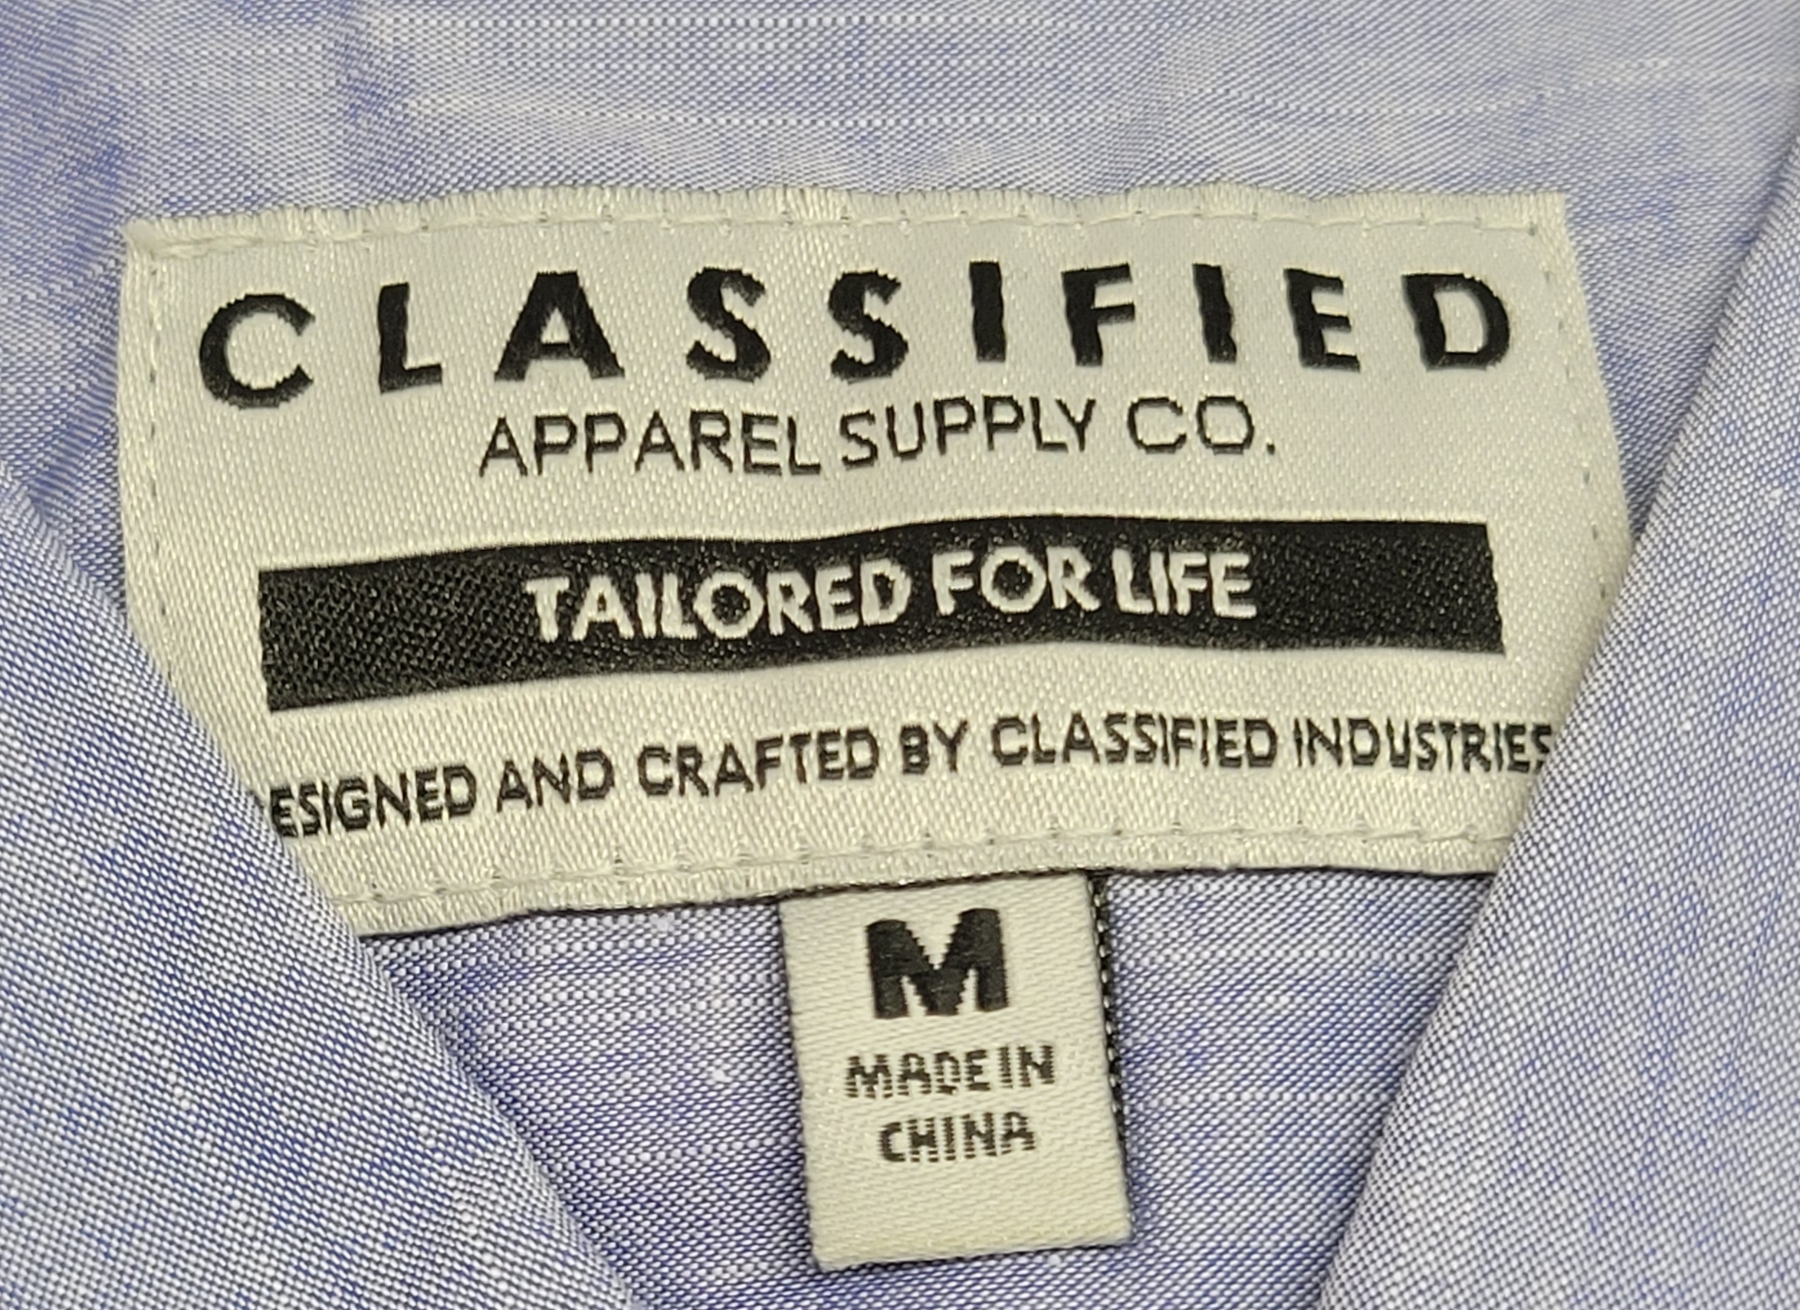 CLASSIFIED
APPAREL SUPPLY CO.
TAILORED FOR LIFE
ESIGNED AND CRAFTED BY CLASSIFIED INDUSTRIES
M
MADE IN
CHINA